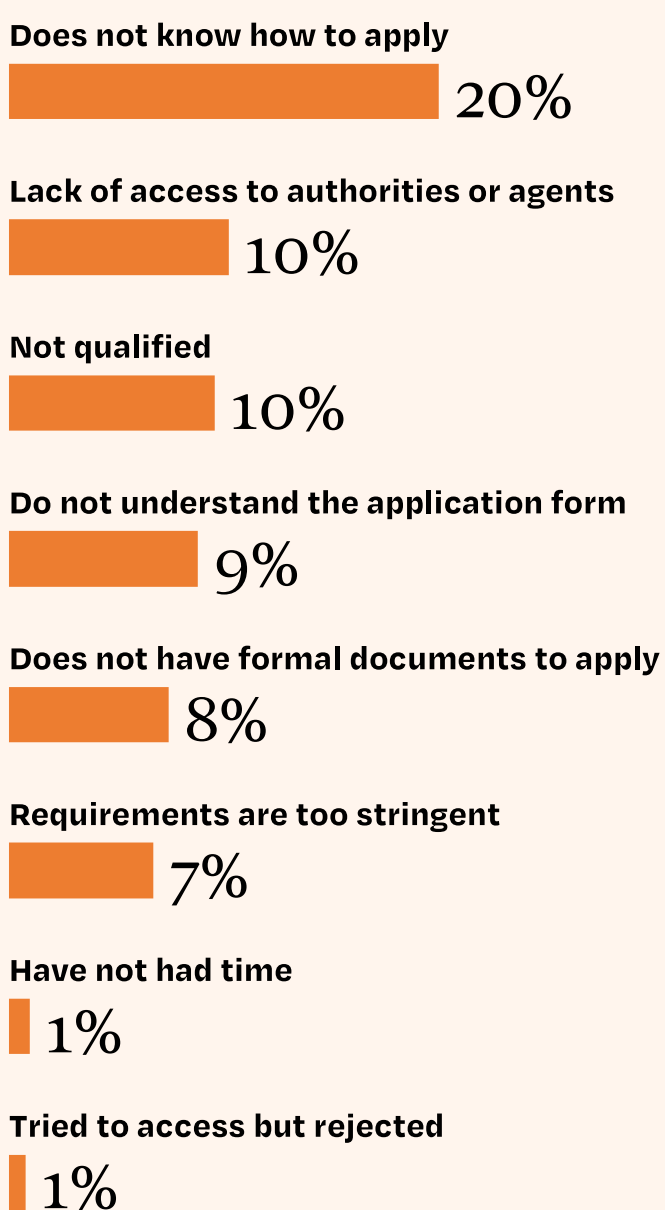 Does not know how to apply
20%
Lack of access to authorities or agents
10%
Not qualified
10%
Do not understand the application form
9%
Does not have formal documents to apply
8%
Requirements are too stringent
7%
Have not had time
1%
Tried to access but rejected
1%